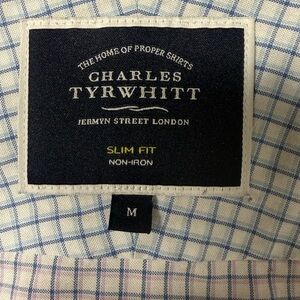 THE HOME OF PROPER SHIRTS
CHARLES
TYRWHITT
JERMYN STREET LONDON
SLIM FIT
NON-IRON
M